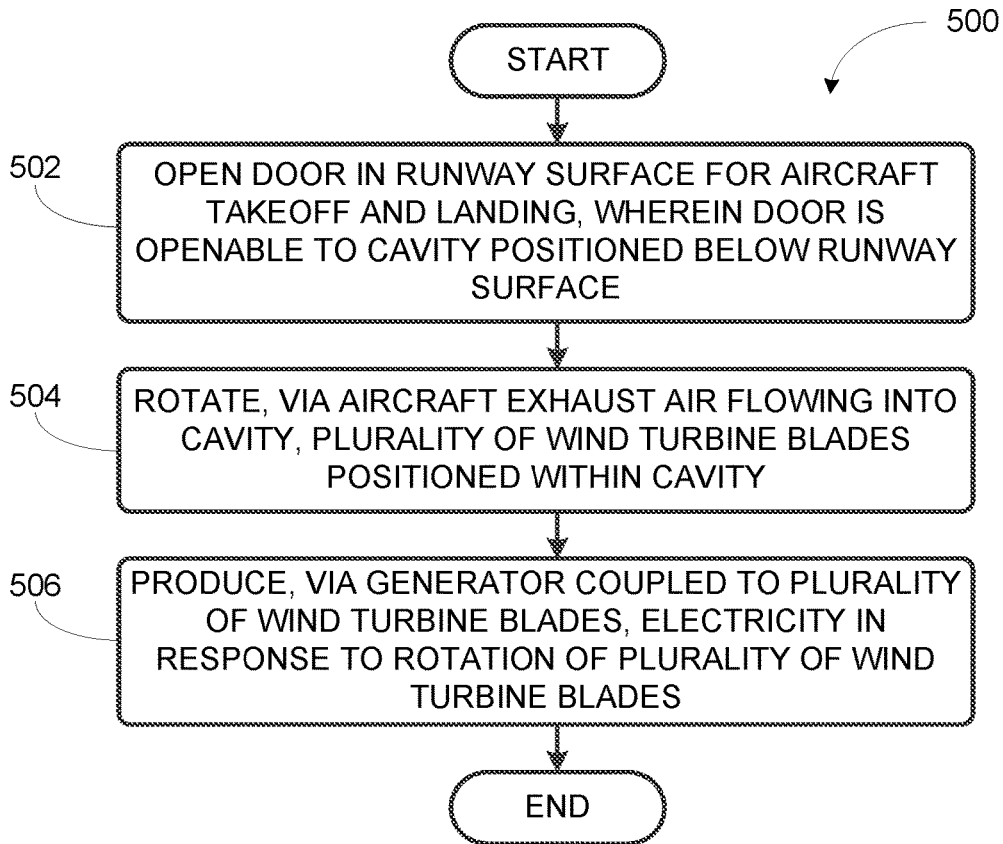 500
START
502
OPEN DOOR IN RUNWAY SURFACE FOR AIRCRAFT
TAKEOFF AND LANDING, WHEREIN DOOR IS
OPENABLE TO CAVITY POSITIONED BELOW RUNWAY
SURFACE
504
ROTATE, VIA AIRCRAFT EXHAUST AIR FLOWING INTO
CAVITY, PLURALITY OF WIND TURBINE BLADES
POSITIONED WITHIN CAVITY
506
PRODUCE, VIA GENERATOR COUPLED TO PLURALITY
OF WIND TURBINE BLADES, ELECTRICITY IN
RESPONSE TO ROTATION OF PLURALITY OF WIND
TURBINE BLADES
END